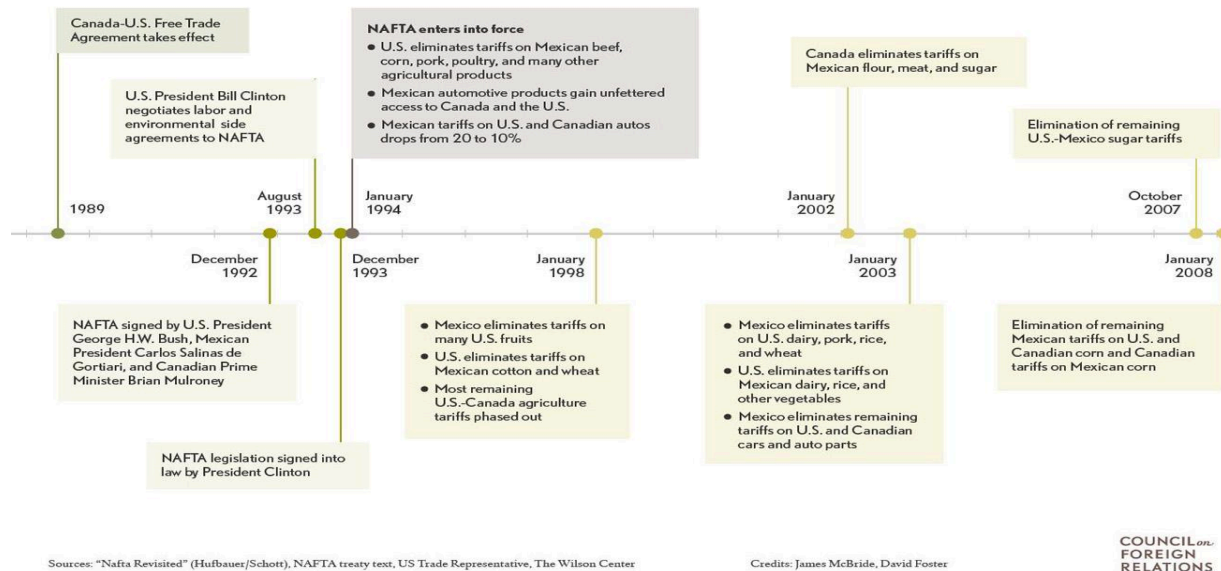 Canada-U.S. Free Trade
Agreement takes effect
U.S. President Bill Clinton
negotiates labor and
environmental side
agreements to NAFTA
NAFTA enters into force
• U.S. eliminates tariffs on Mexican beef,
corn, pork, poultry, and many other
agricultural products
• Mexican automotive products gain unfettered
access to Canada and the U.S.
• Mexican tariffs on U.S. and Canadian autos
drops from 20 to 10%
Canada eliminates tariffs on
Mexican flour, meat, and sugar
Elimination of remaining
U.S.-Mexico sugar tariffs
1989
August
1993
January
1994
January
2002
October
2007
December
1992
December
1993
January
1998
January
2003
January
2008
NAFTA signed by U.S. President
George H.W. Bush, Mexican
President Carlos Salinas de
Gortiari, and Canadian Prime
Minister Brian Mulroney
NAFTA legislation signed into
law by President Clinton
• Mexico eliminates tariffs on
many U.S. fruits
• U.S. eliminates tariffs on
Mexican cotton and wheat
• Most remaining
U.S.-Canada agriculture
tariffs phased out
• Mexico eliminates tariffs
on U.S. dairy, pork, rice,
and wheat
• U.S. eliminates tariffs on
Mexican dairy, rice, and
other vegetables
• Mexico eliminates remaining
tariffs on U.S. and Canadian
cars and auto parts
Elimination of remaining
Mexican tariffs on U.S. and
Canadian corn and Canadian
tariffs on Mexican corn
Sources: "Nafta Revisited" (Hufbauer/Schott), NAFTA treaty text, US Trade Representative, The Wilson Center
Credits: James McBride, David Foster
COUNCIL on
FOREIGN
RELATIONS